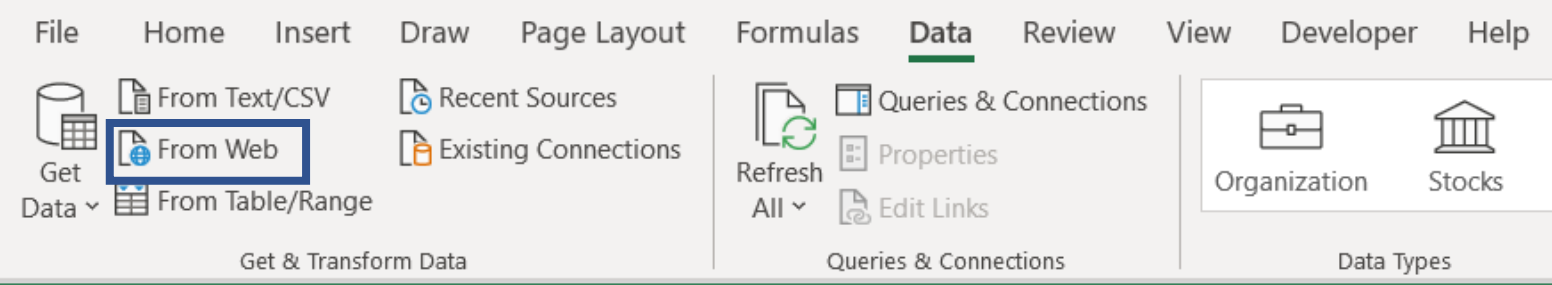 File Home Insert Draw Page Layout Formulas Data Review View Developer Help
From Text/CSV
From Web
From Table/Range
Get
Data
Recent Sources
Existing Connections
Get & Transform Data
Refresh
All
Queries & Connections
Properties
Edit Links
Queries & Connections
Organization
Stocks
Data Types